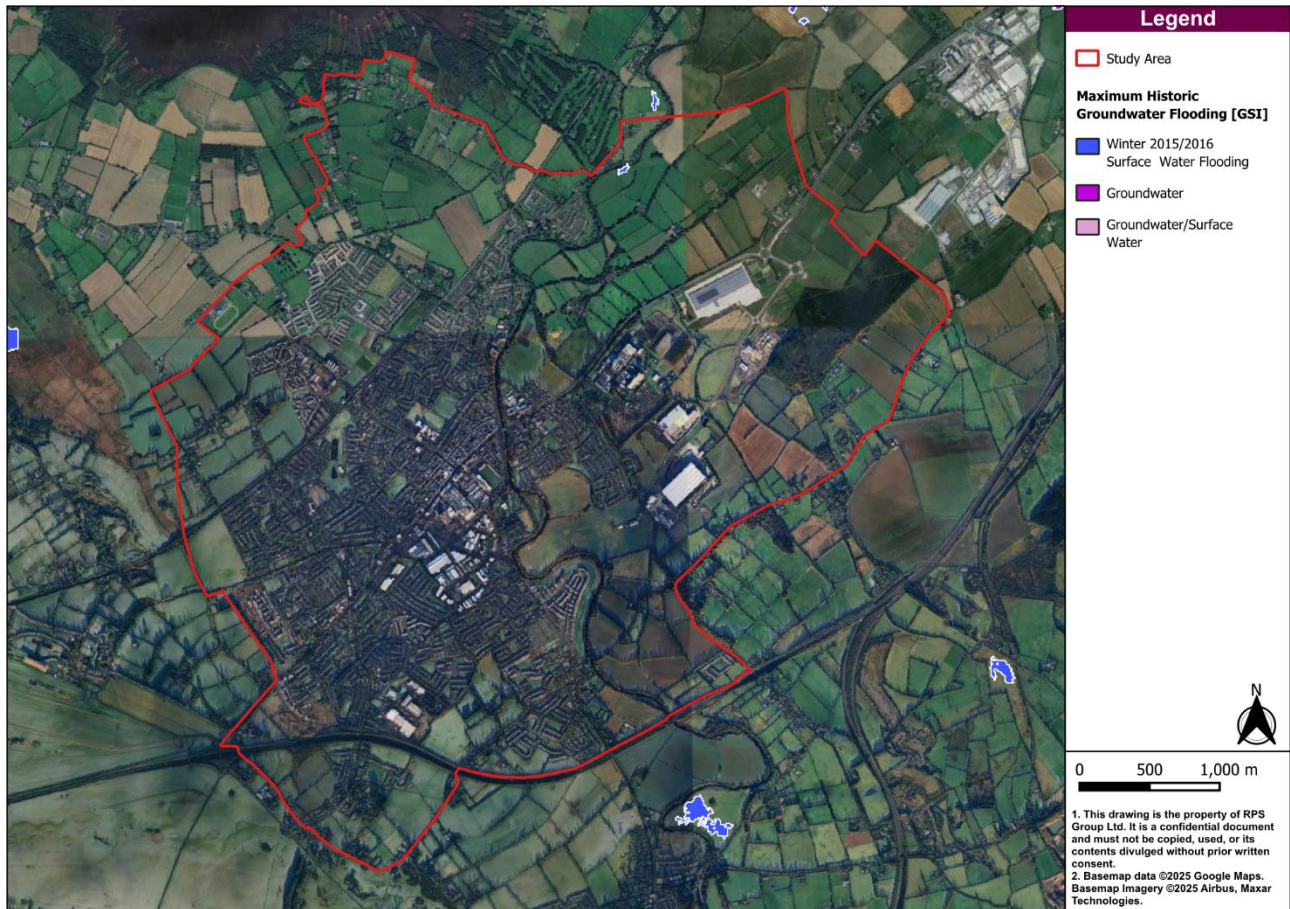 Legend
Study Area
Maximum Historic
Groundwater Flooding [GSI]
Winter 2015/2016
Surface Water Flooding
Groundwater
Groundwater/Surface
Water
N
0 500 1,000 m
1. This drawing is the property of RPS
Group Ltd. It is a confidential document
and must not be copied, used, or its
contents divulged without prior written
consent.
2. Basemap data ©2025 Google Maps.
Basemap Imagery ©2025 Airbus, Maxar
Technologies.